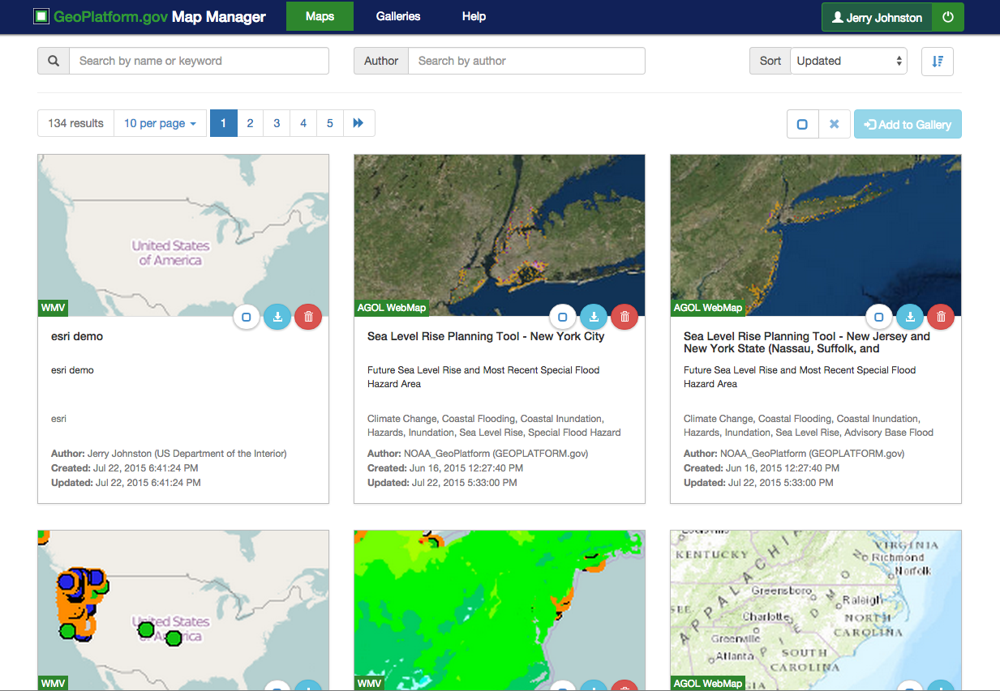 GeoPlatform.gov Map Manager Maps Galleries Help Jerry Johnston
Search by name or keyword Author Search by author Sort Updated
134 results 10 per page 1 2 3 4 5 Add to Gallery
United States
of America
WMV
esri demo
esri demo
esri
Author: Jerry Johnston (US Department of the Interior)
Created: Jul 22, 2015 6:41:24 PM
Updated: Jul 22, 2015 6:41:24 PM
AGOL WebMap
Sea Level Rise Planning Tool - New York City
Future Sea Level Rise and Most Recent Special Flood
Hazard Area
Climate Change, Coastal Flooding, Coastal Inundation,
Hazards, Inundation, Sea Level Rise, Special Flood Hazard
Author: NOAA_GeoPlatform (GEOPLATFORM.gov)
Created: Jun 16, 2015 12:27:40 PM
Updated: Jul 22, 2015 5:33:00 PM
AGOL WebMap
Sea Level Rise Planning Tool - New Jersey and
New York State (Nassau, Suffolk, and
Future Sea Level Rise and Most Recent Special Flood
Hazard Area
Climate Change, Coastal Flooding, Coastal Inundation,
Hazards, Inundation, Sea Level Rise, Advisory Base Flood
Author: NOAA_GeoPlatform (GEOPLATFORM.gov)
Created: Jun 16, 2015 12:27:40 PM
Updated: Jul 22, 2015 5:33:00 PM
United States
of America
WMV
WMV
KENTUCKY
VIRGINIA
Richmond
Norfolk
APPALACHI
PIEDMO
Greensboro
Raleigh
Charlotte
NORTH
CAROLINA
Greenville
Atlanta
SOUTH
CAROLINA
AGOL WebMap